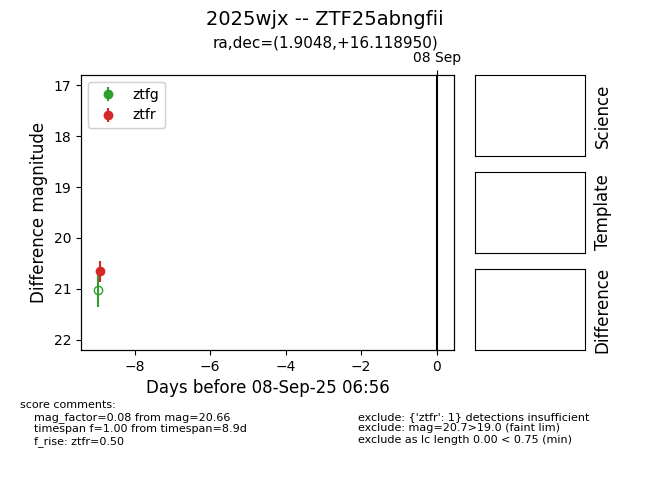 2025wjx -- ZTF25abngfii
ra,dec=(1.9048,+16.118950)
08 Sep
ztfg
ztfr
17
18
19
20
21
22
Difference magnitude
−8
−6
−4
−2
0
Days before 08-Sep-25 06:56
Science
Template
Difference
score comments:
mag_factor=0.08 from mag=20.66
timespan f=1.00 from timespan=8.9d
f_rise: ztfr=0.50
exclude: {'ztfr': 1} detections insufficient
exclude: mag=20.7>19.0 (faint lim)
exclude as lc length 0.00 < 0.75 (min)